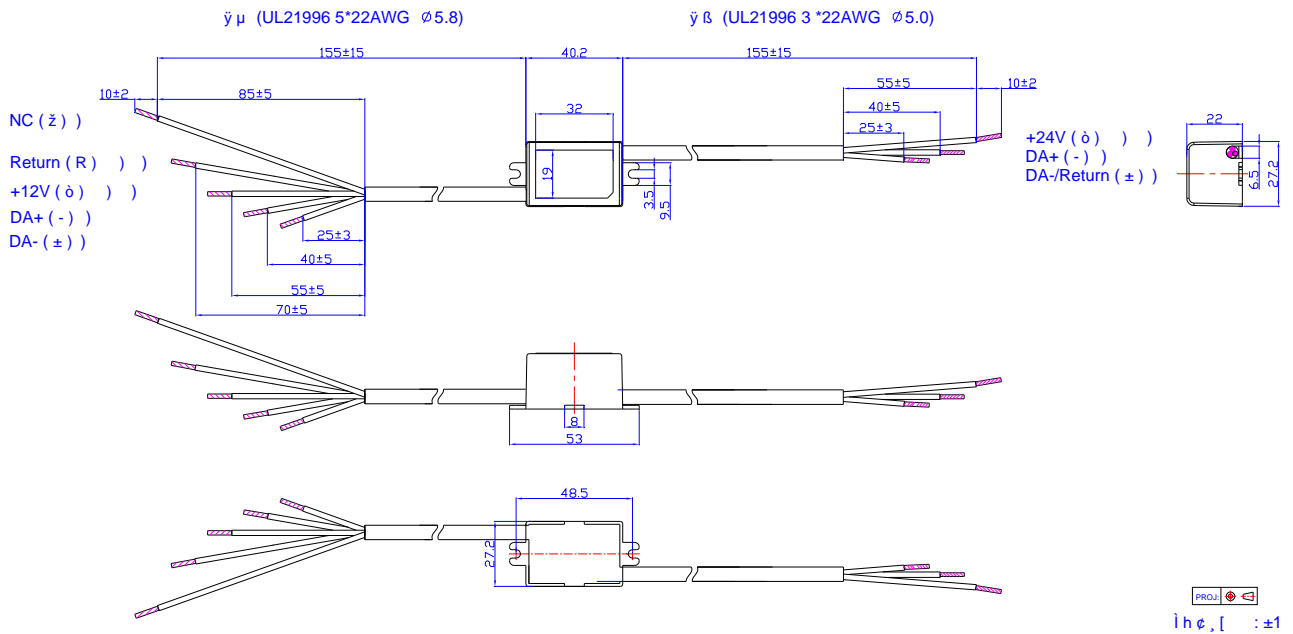 ÿ µ (UL21996 5*22AWG ∅5.8)
ÿ ß (UL21996 3 *22AWG ∅5.0)
155±15
40.2
155±15
10±2
85±5
55±5
10±2
40±5
25±3
32
19
3.5
9.5
22
6.5
27.2
NC ( ž ) )
Return ( R ) ) )
+12V ( ò ) ) )
DA+ ( - ) )
DA- ( ± ) )
+24V ( ò ) ) )
DA+ ( - ) )
DA-/Return ( ± ) )
25±3
40±5
55±5
70±5
8
53
48.5
27.2
PROJ:
Ì h ¢ ¸ [ : ±1